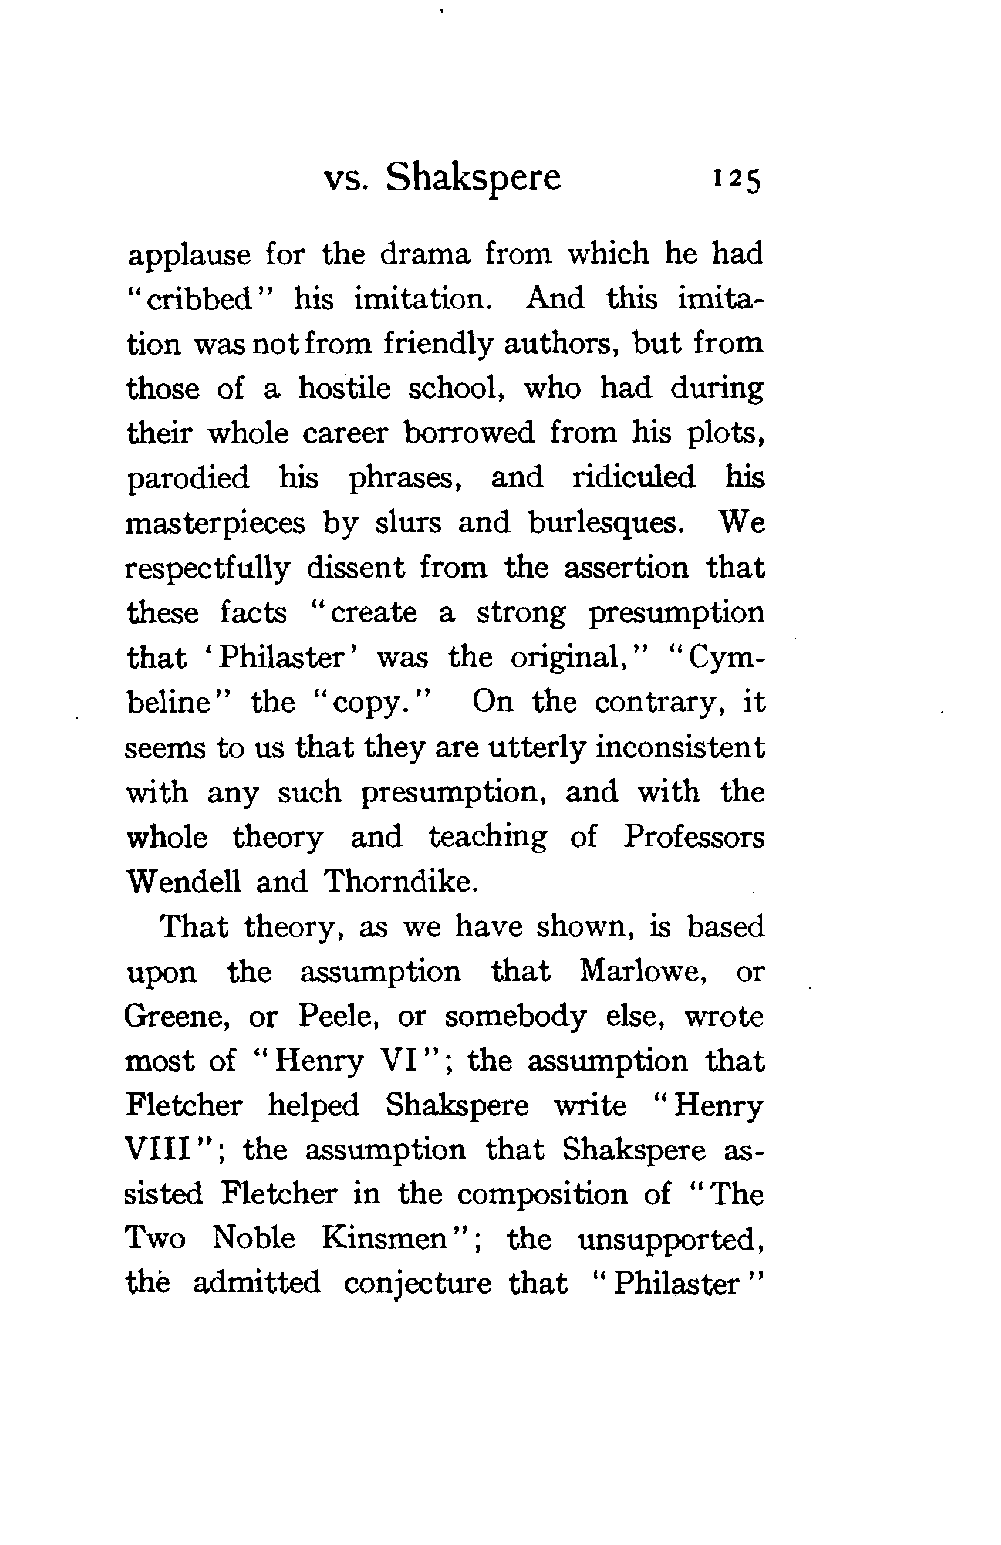 vs. Shakspere 125
applause for the drama from which he had
"cribbed" his imitation. And this imita-
tion was not from friendly authors, but from
those of a hostile school, who had during
their whole career borrowed from his plots,
parodied his phrases, and ridiculed his
masterpieces by slurs and burlesques. We
respectfully dissent from the assertion that
these facts "create a strong presumption
that 'Philaster' was the original," "Cym-
beline" the "copy." On the contrary, it
seems to us that they are utterly inconsistent
with any such presumption, and with the
whole theory and teaching of Professors
Wendell and Thorndike.
That theory, as we have shown, is based
upon the assumption that Marlowe, or
Greene, or Peele, or somebody else, wrote
most of "Henry VI"; the assumption that
Fletcher helped Shakspere write "Henry
VIII"; the assumption that Shakspere as-
sisted Fletcher in the composition of "The
Two Noble Kinsmen"; the unsupported,
the admitted conjecture that "Philaster"